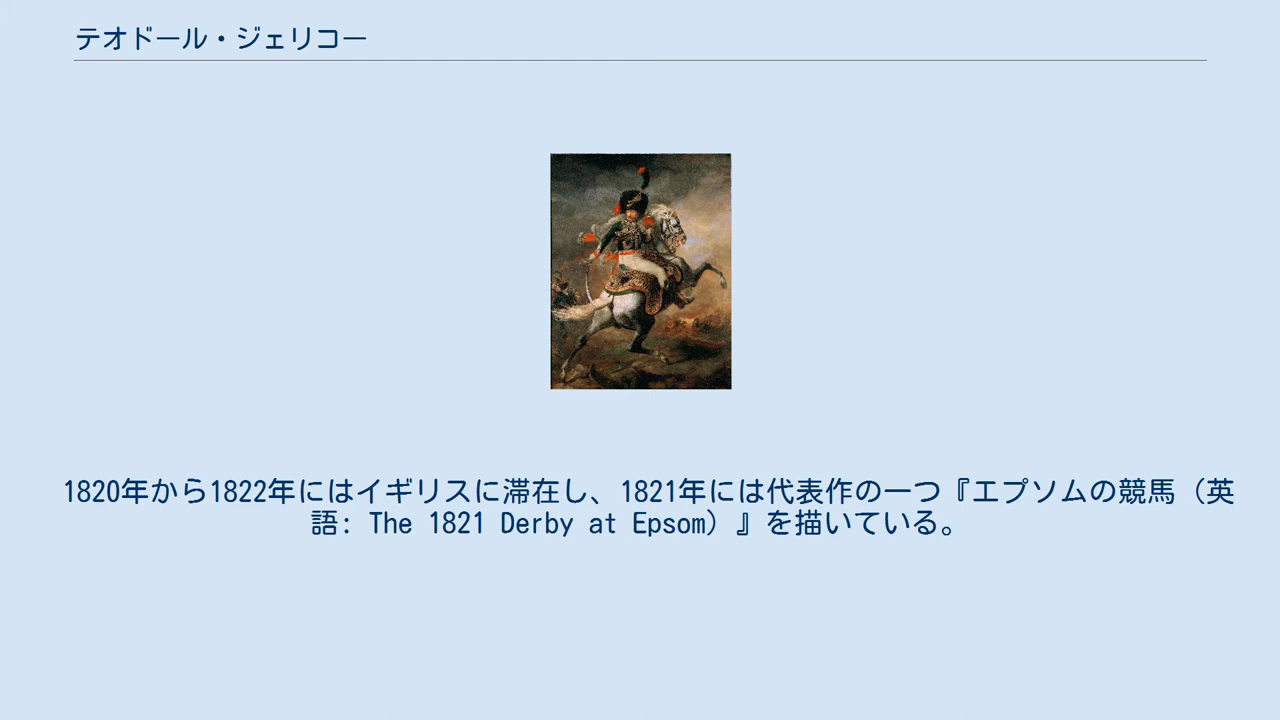 テオドール・ジェリコー
1820年から1822年にはイギリスに滞在し、1821年には代表作の一つ『エプソムの競馬（英
語: The 1821 Derby at Epsom）』を描いている。